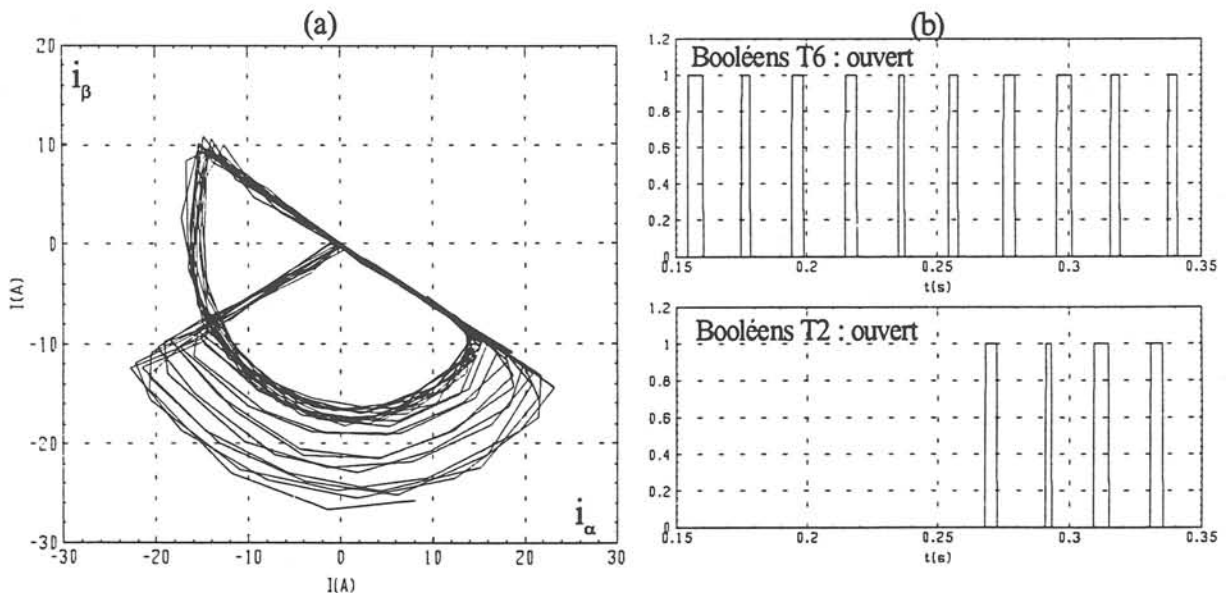 (a)
20
10
0
-10
-20
-30
I(A)
i_β
i_α
-30 -20 -10 0 10 20 30
I(A)
(b)
1.2
1
0.8
0.6
0.4
0.2
0
Booléens T6 : ouvert
0.15 0.2 0.25 0.3 0.35
t(s)
1.2
1
0.8
0.6
0.4
0.2
0
Booléens T2 : ouvert
0.15 0.2 0.25 0.3 0.35
t(s)